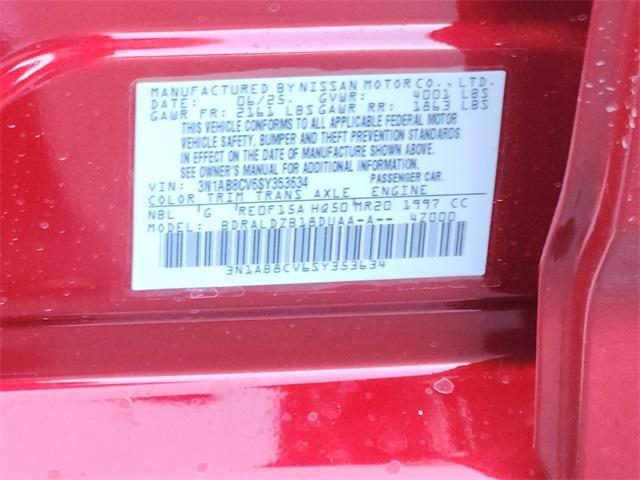 MANUFACTURED BY NISSAN MOTOR CO., LTD.
DATE: 06/25. GVWR: 4001 LBS
GAWR FR: 2161 LBS GAWR RR: 1863 LBS
THIS VEHICLE CONFORMS TO ALL APPLICABLE FEDERAL MOTOR
VEHICLE SAFETY, BUMPER AND THEFT PREVENTION STANDARDS
IN EFFECT ON THE DATE OF MANUFACTURE SHOWN ABOVE.
SEE OWNER'S MANUAL FOR ADDITIONAL INFORMATION.
VIN: 3N1AB8CV6SY353634 PASSENGER CAR.
COLOR TRIM TRANS AXLE ENGINE
NBL G RE0F15A HQ50 MR20 1997 CC
MODEL: BDRALDZB18DUAA-A-- 4Z000
3N1AB8CV6SY353634